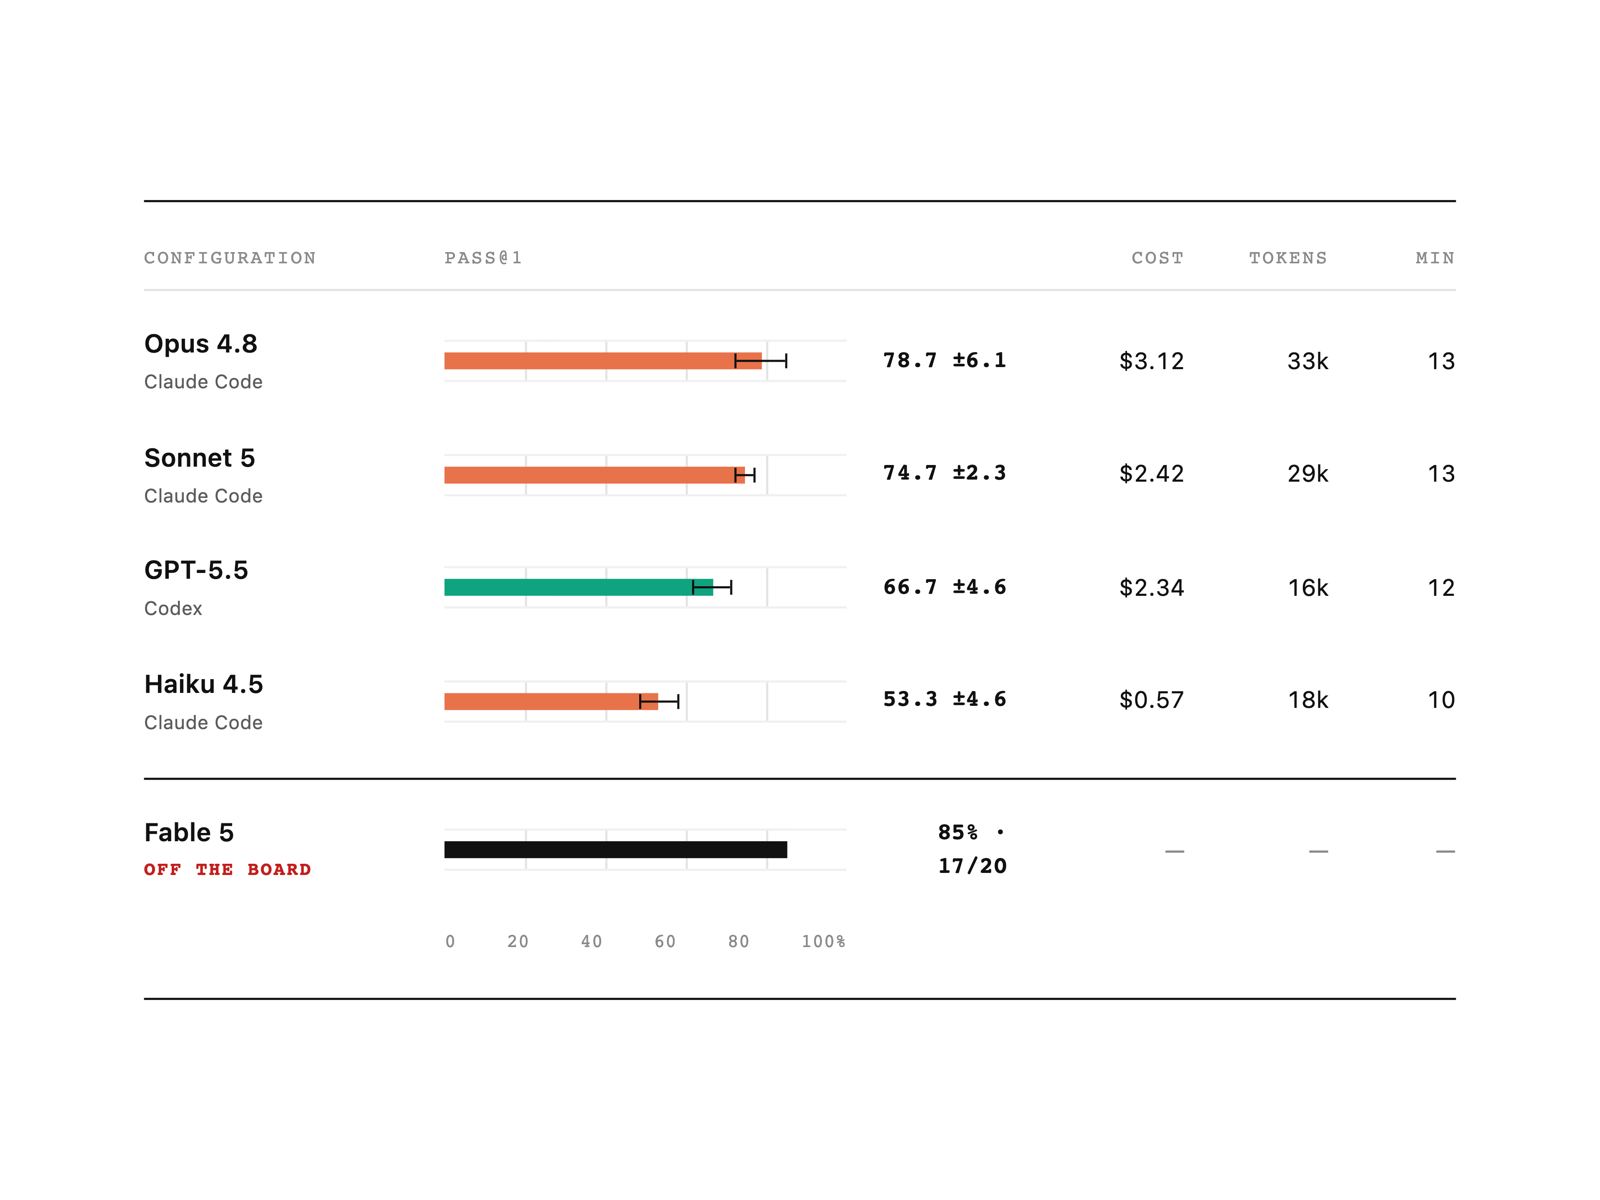 CONFIGURATION PASS@1 COST TOKENS MIN
Opus 4.8
Claude Code
78.7 ±6.1 $3.12 33k 13
Sonnet 5
Claude Code
74.7 ±2.3 $2.42 29k 13
GPT-5.5
Codex
66.7 ±4.6 $2.34 16k 12
Haiku 4.5
Claude Code
53.3 ±4.6 $0.57 18k 10
Fable 5
OFF THE BOARD
85% ·
17/20
— — —
0 20 40 60 80 100%